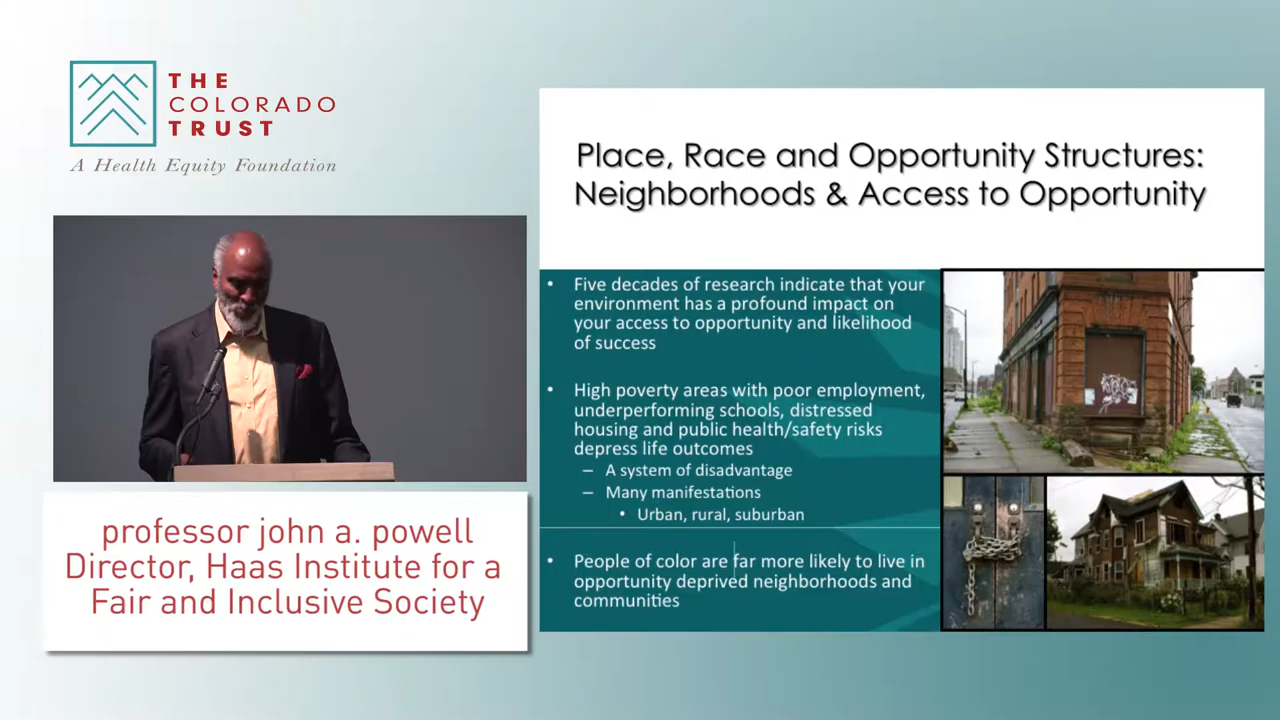 THE
COLORADO
TRUST
A Health Equity Foundation
professor john a. powell
Director, Haas Institute for a
Fair and Inclusive Society
Place, Race and Opportunity Structures:
Neighborhoods & Access to Opportunity
• Five decades of research indicate that your
environment has a profound impact on
your access to opportunity and likelihood
of success
• High poverty areas with poor employment,
underperforming schools, distressed
housing and public health/safety risks
depress life outcomes
– A system of disadvantage
– Many manifestations
• Urban, rural, suburban
• People of color are far more likely to live in
opportunity deprived neighborhoods and
communities